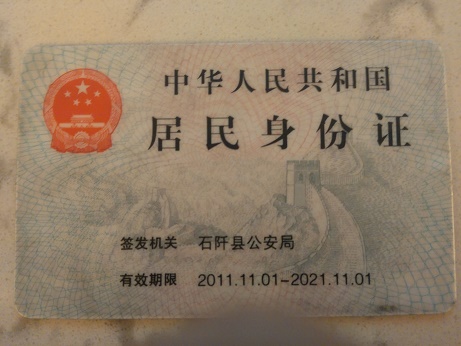 中华人民共和国
居民身份证
签发机关 石阡县公安局
有效期限 2011.11.01-2021.11.01